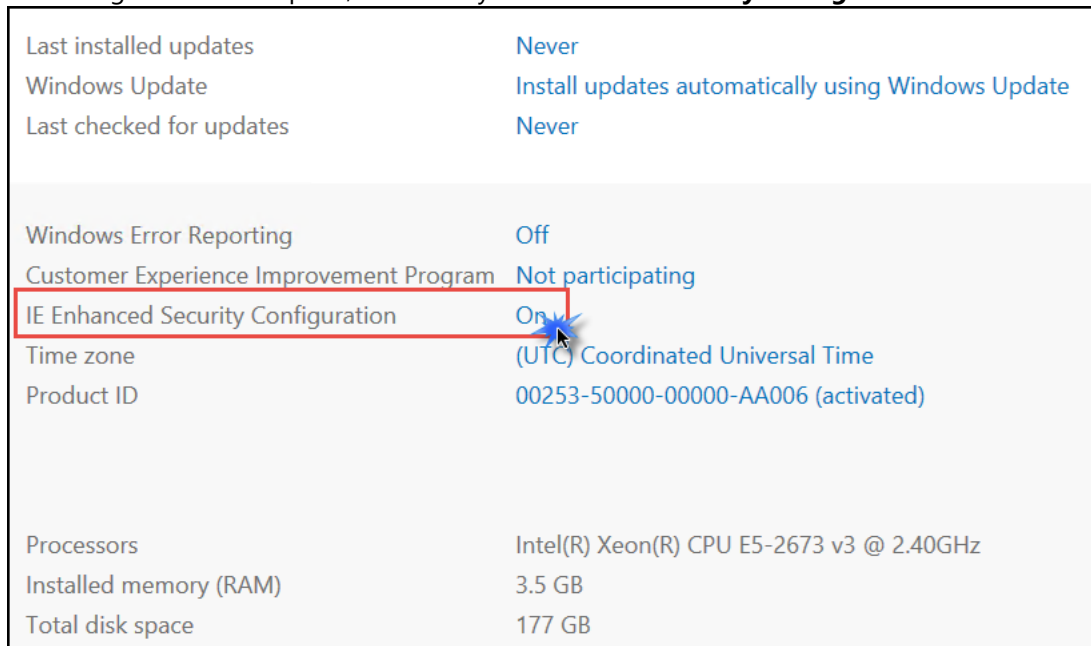 Last installed updates Never
Windows Update Install updates automatically using Windows Update
Last checked for updates Never
Windows Error Reporting Off
Customer Experience Improvement Program Not participating
IE Enhanced Security Configuration On
Time zone (UTC) Coordinated Universal Time
Product ID 00253-50000-00000-AA006 (activated)
Processors Intel(R) Xeon(R) CPU E5-2673 v3 @ 2.40GHz
Installed memory (RAM) 3.5 GB
Total disk space 177 GB